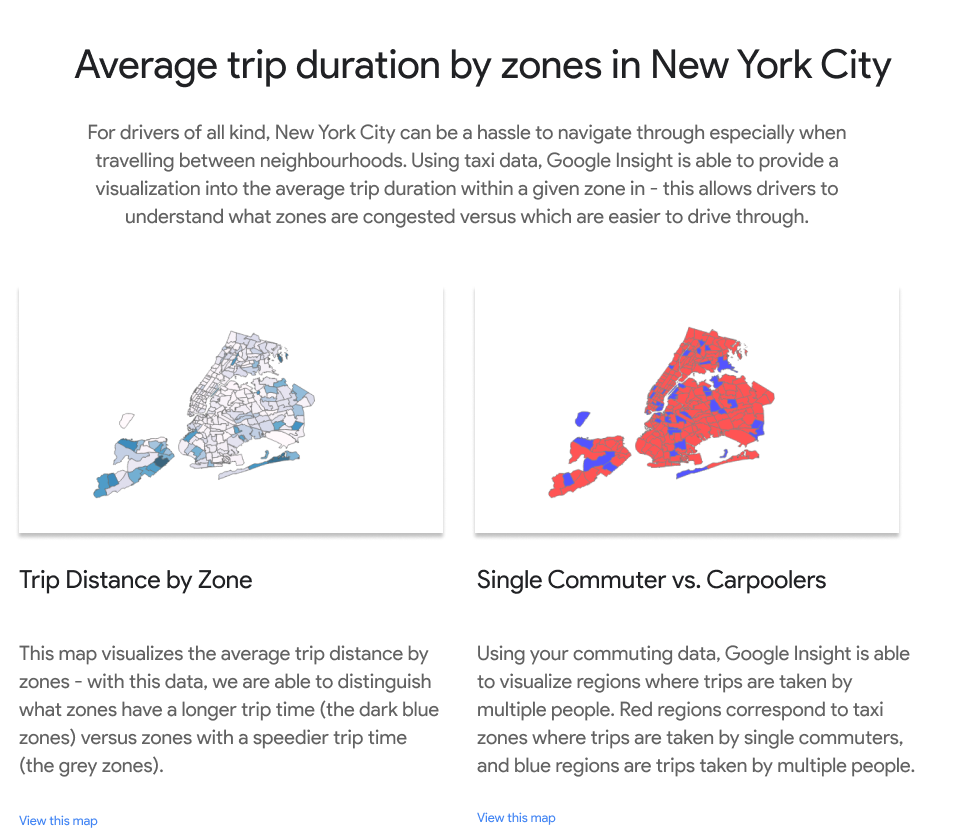 Average trip duration by zones in New York City
For drivers of all kind, New York City can be a hassle to navigate through especially when
travelling between neighbourhoods. Using taxi data, Google Insight is able to provide a
visualization into the average trip duration within a given zone in - this allows drivers to
understand what zones are congested versus which are easier to drive through.
Trip Distance by Zone
This map visualizes the average trip distance by
zones - with this data, we are able to distinguish
what zones have a longer trip time (the dark blue
zones) versus zones with a speedier trip time
(the grey zones).
View this map
Single Commuter vs. Carpoolers
Using your commuting data, Google Insight is able
to visualize regions where trips are taken by
multiple people. Red regions correspond to taxi
zones where trips are taken by single commuters,
and blue regions are trips taken by multiple people.
View this map